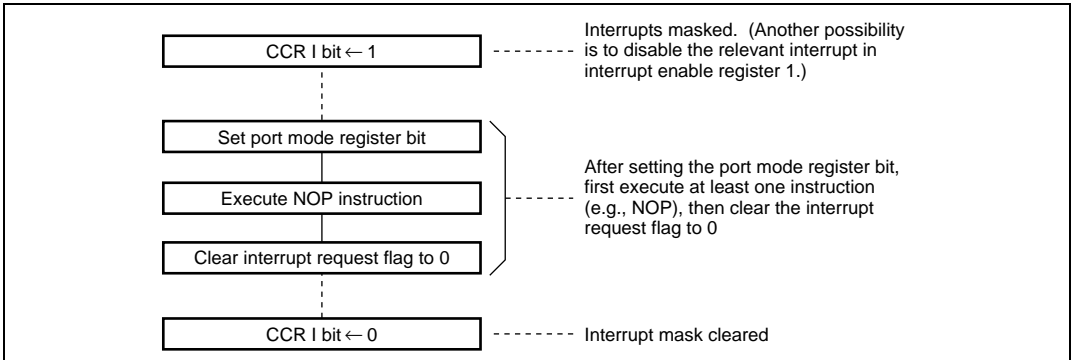 CCR I bit ← 1
Interrupts masked. (Another possibility
is to disable the relevant interrupt in
interrupt enable register 1.)
Set port mode register bit
Execute NOP instruction
Clear interrupt request flag to 0
After setting the port mode register bit,
first execute at least one instruction
(e.g., NOP), then clear the interrupt
request flag to 0
CCR I bit ← 0
Interrupt mask cleared